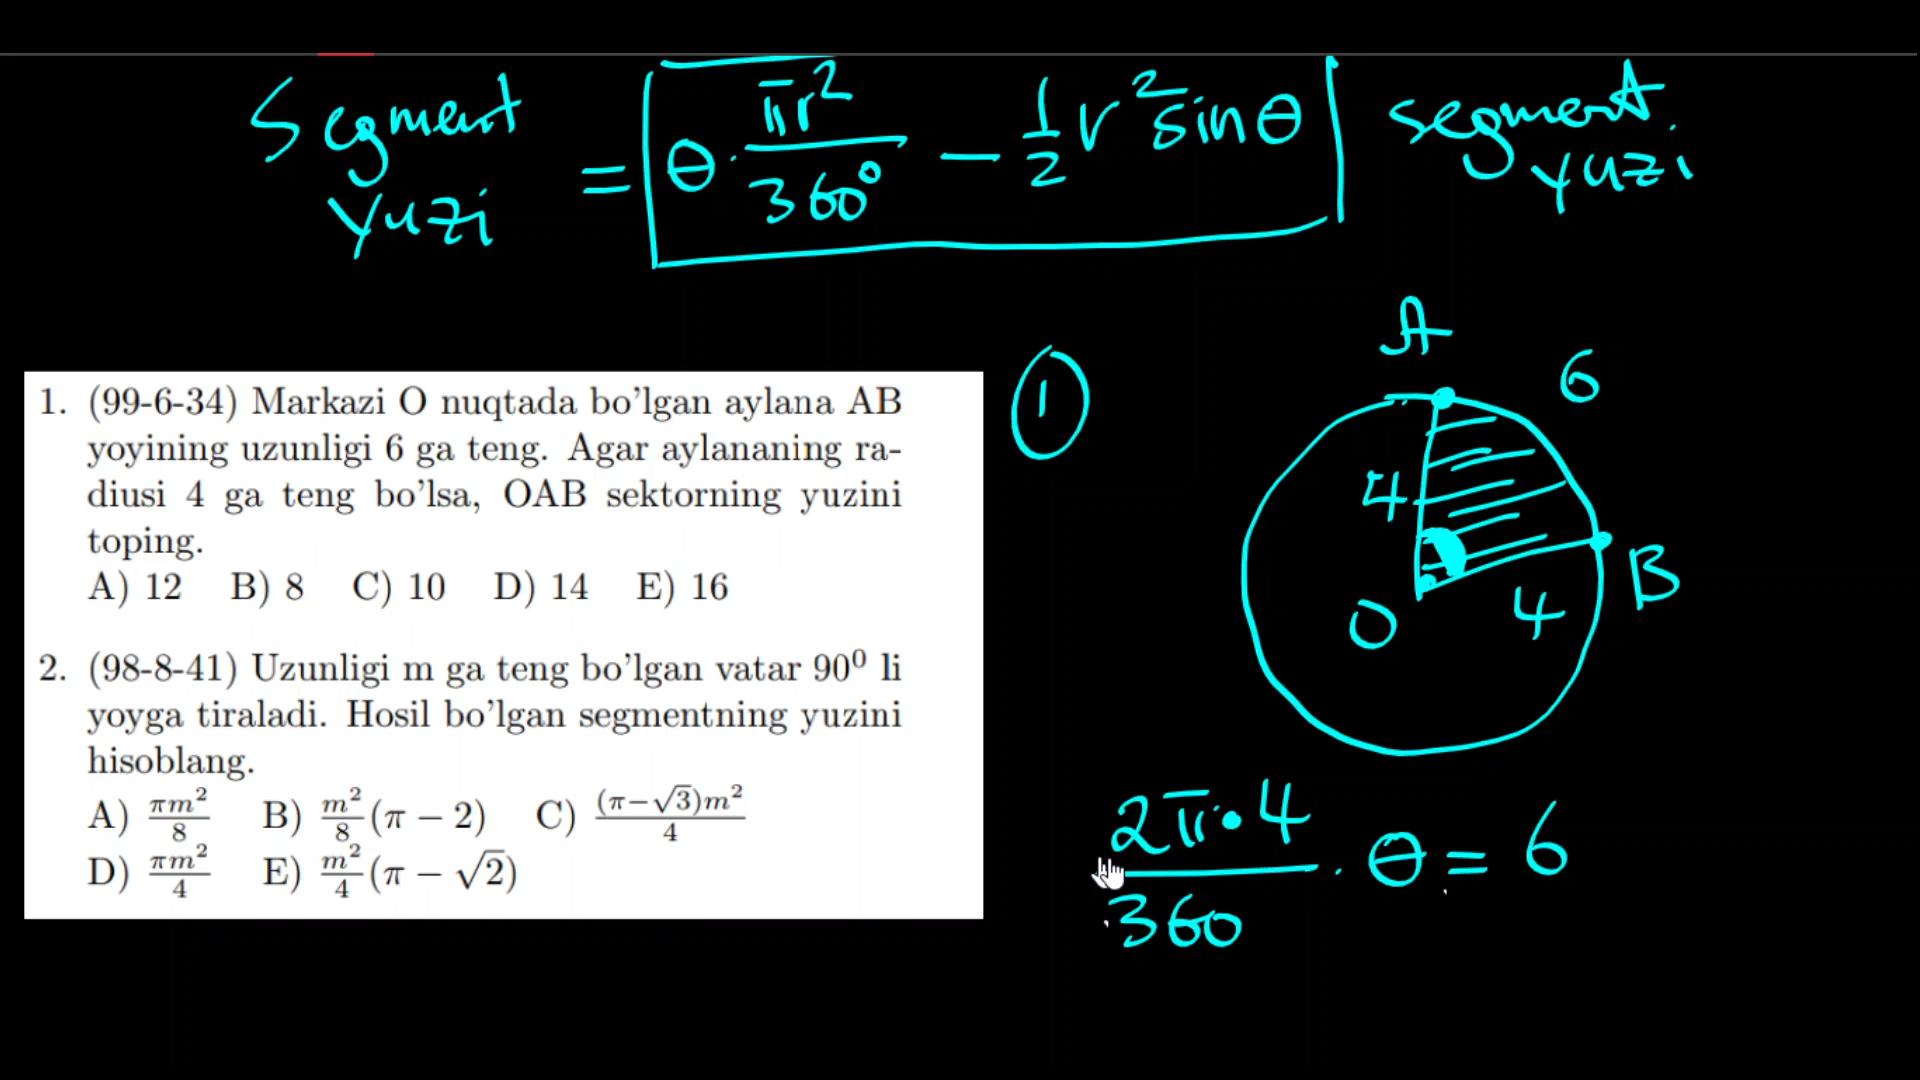 Segment yuzi = θ · πr²/360° − 1/2 r² sin θ segment yuzi
1. (99-6-34) Markazi O nuqtada bo'lgan aylana AB
yoyining uzunligi 6 ga teng. Agar aylananing ra-
diusi 4 ga teng bo'lsa, OAB sektorning yuzini
toping.
A) 12 B) 8 C) 10 D) 14 E) 16
2. (98-8-41) Uzunligi m ga teng bo'lgan vatar 90⁰ li
yoyga tiraladi. Hosil bo'lgan segmentning yuzini
hisoblang.
A) πm²/8 B) m²/8 (π − 2) C) (π−√3)m²/4
D) πm²/4 E) m²/4 (π − √2)
1
A
6
4
B
O
4
2π·4/360 · θ = 6